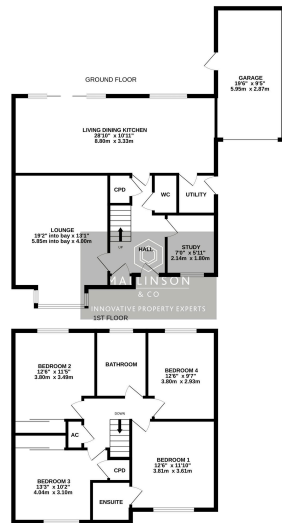 GROUND FLOOR
GARAGE
19'6" x 9'5"
5.95m x 2.87m
LIVING DINING KITCHEN
28'10" x 10'11"
8.80m x 3.33m
CPD
WC
UTILITY
LOUNGE
19'2" into bay x 13'1"
5.85m into bay x 4.00m
UP
HALL
STUDY
7'0" x 5'11"
2.14m x 1.80m
MALLINSON
& CO
INNOVATIVE PROPERTY EXPERTS
1ST FLOOR
BEDROOM 2
12'6" x 11'5"
3.80m x 3.49m
BATHROOM
BEDROOM 4
12'6" x 9'7"
3.80m x 2.93m
DOWN
AC
CPD
BEDROOM 3
13'3" x 10'2"
4.04m x 3.10m
BEDROOM 1
12'6" x 11'10"
3.81m x 3.61m
ENSUITE